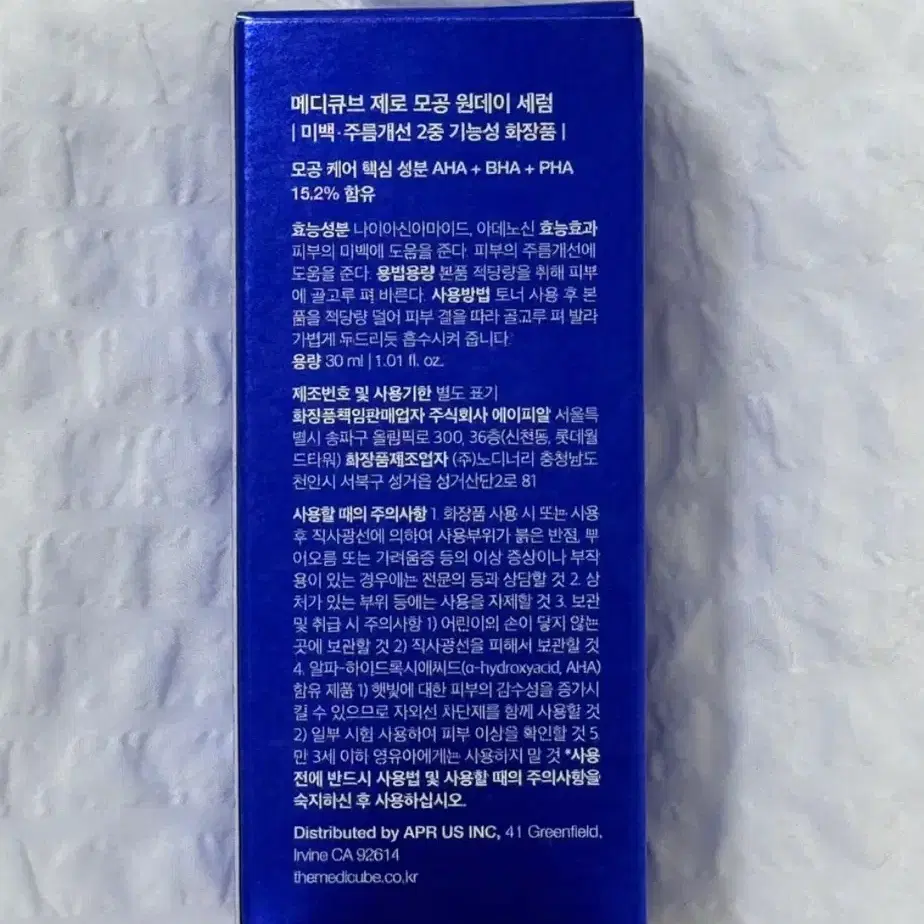 메디큐브 제로 모공 원데이 세럼
| 미백·주름개선 2중 기능성 화장품 |
모공 케어 핵심 성분 AHA + BHA + PHA
15.2% 함유
효능성분 나이아신아마이드, 아데노신 효능효과
피부의 미백에 도움을 준다. 피부의 주름개선에
도움을 준다. 용법용량 본품 적당량을 취해 피부
에 골고루 펴 바른다. 사용방법 토너 사용 후 본
품을 적당량 덜어 피부 결을 따라 골고루 펴 발라
가볍게 두드리듯 흡수시켜 줍니다.
용량 30 ml | 1.01 fl. oz.
제조번호 및 사용기한 별도 표기
화장품책임판매업자 주식회사 에이피알 서울특
별시 송파구 올림픽로 300, 36층(신천동, 롯데월
드타워) 화장품제조업자 (주)노디너리 충청남도
천안시 서북구 성거읍 성거산단2로 81
사용할 때의 주의사항 1. 화장품 사용 시 또는 사용
후 직사광선에 의하여 사용부위가 붉은 반점, 부
어오름 또는 가려움증 등의 이상 증상이나 부작
용이 있는 경우에는 전문의 등과 상담할 것 2. 상
처가 있는 부위 등에는 사용을 자제할 것 3. 보관
및 취급 시 주의사항 1) 어린이의 손이 닿지 않는
곳에 보관할 것 2) 직사광선을 피해서 보관할 것
4. 알파-하이드록시애씨드(α-hydroxyacid, AHA)
함유 제품 1) 햇빛에 대한 피부의 감수성을 증가시
킬 수 있으므로 자외선 차단제를 함께 사용할 것
2) 일부 시험 사용하여 피부 이상을 확인할 것 5.
만 3세 이하 영유아에게는 사용하지 말 것 *사용
전에 반드시 사용법 및 사용할 때의 주의사항을
숙지하신 후 사용하십시오.
Distributed by APR US INC, 41 Greenfield,
Irvine CA 92614
themedicube.co.kr